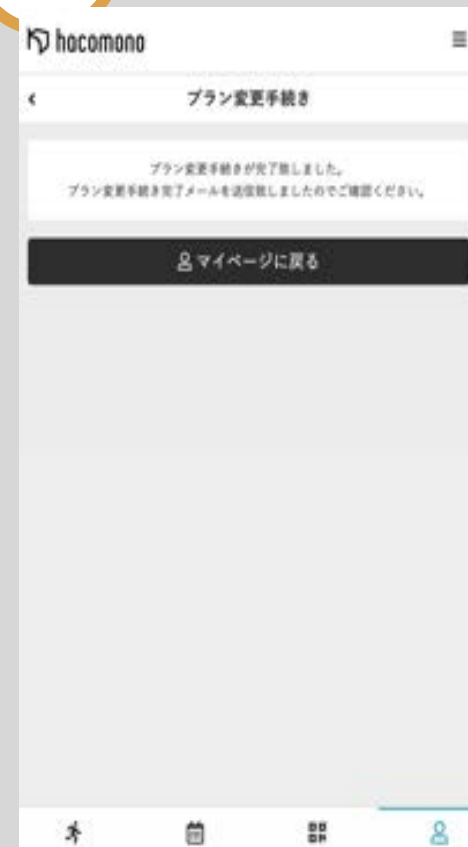 hacomono
プラン変更手続き
プラン変更手続きが完了致しました。
プラン変更手続き完了メールを送信致しましたのでご確認ください。
マイページに戻る